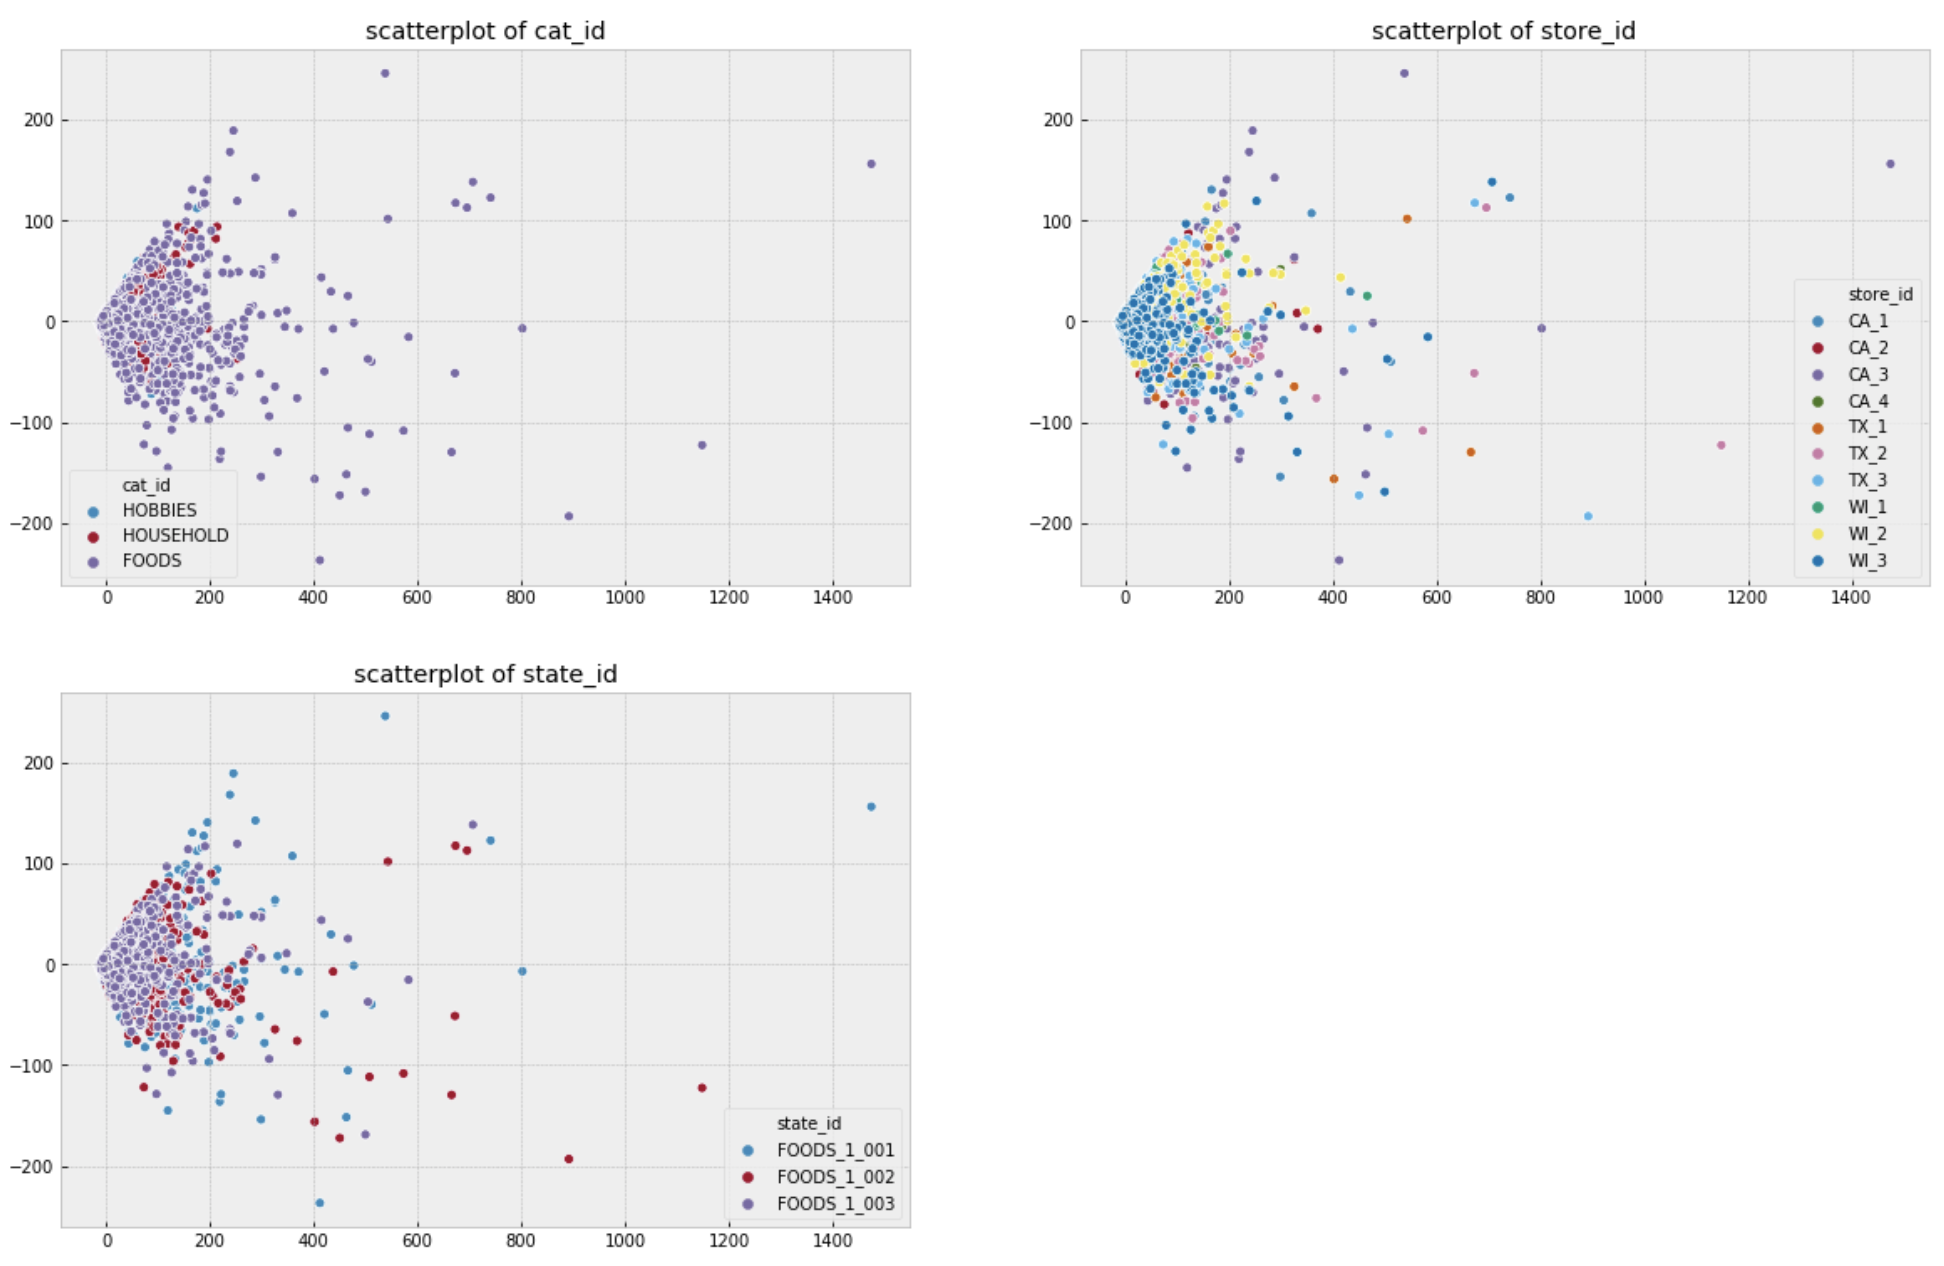 scatterplot of cat_id
200
100
0
−100
−200
0 200 400 600 800 1000 1200 1400
cat_id
HOBBIES
HOUSEHOLD
FOODS
scatterplot of store_id
200
100
0
−100
−200
0 200 400 600 800 1000 1200 1400
store_id
CA_1
CA_2
CA_3
CA_4
TX_1
TX_2
TX_3
WI_1
WI_2
WI_3
scatterplot of state_id
200
100
0
−100
−200
0 200 400 600 800 1000 1200 1400
state_id
FOODS_1_001
FOODS_1_002
FOODS_1_003